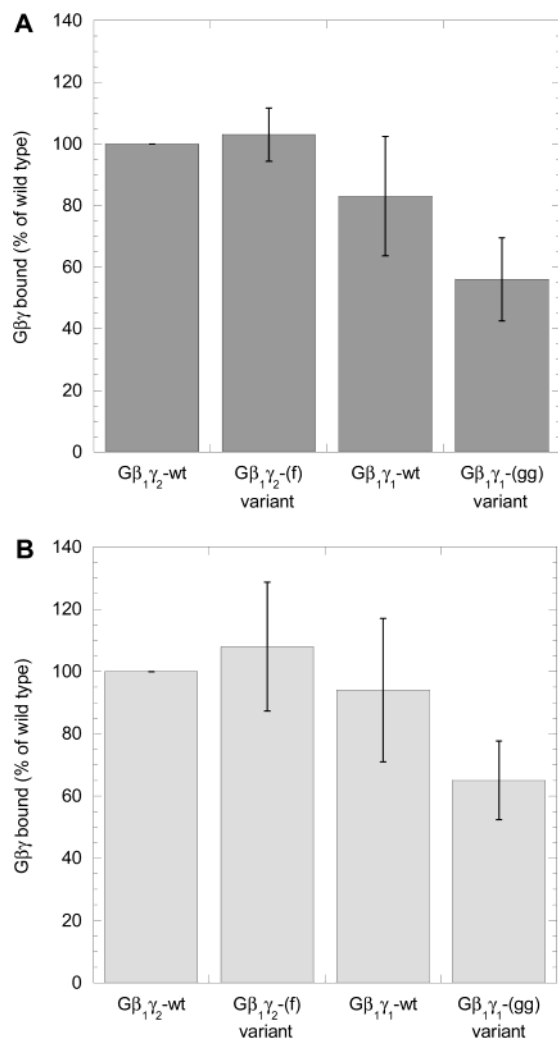 A
140
120
100
80
60
40
20
0
Gβγ bound (% of wild type)
Gβ₁γ₂-wt Gβ₁γ₂-(f) Gβ₁γ₁-wt Gβ₁γ₁-(gg)
variant variant
B
140
120
100
80
60
40
20
0
Gβγ bound (% of wild type)
Gβ₁γ₂-wt Gβ₁γ₂-(f) Gβ₁γ₁-wt Gβ₁γ₁-(gg)
variant variant